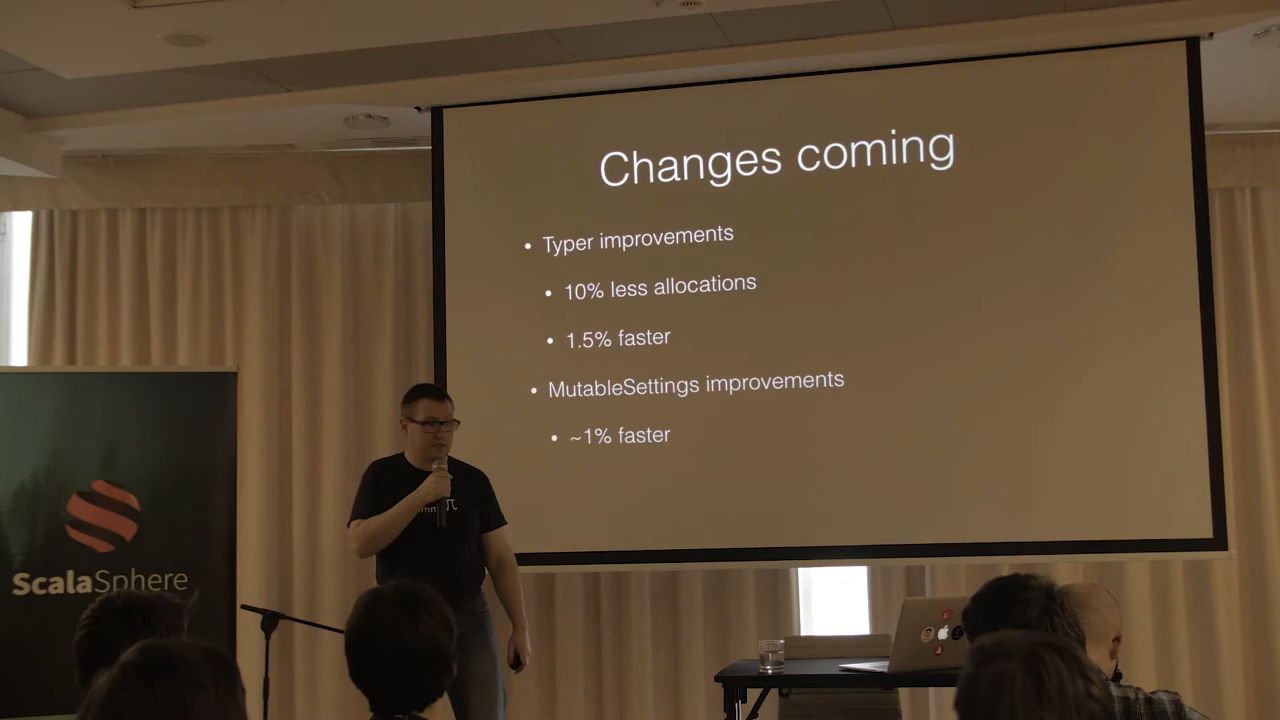 Changes coming
• Typer improvements
• 10% less allocations
• 1.5% faster
• MutableSettings improvements
• ~1% faster
ScalaSphere
π